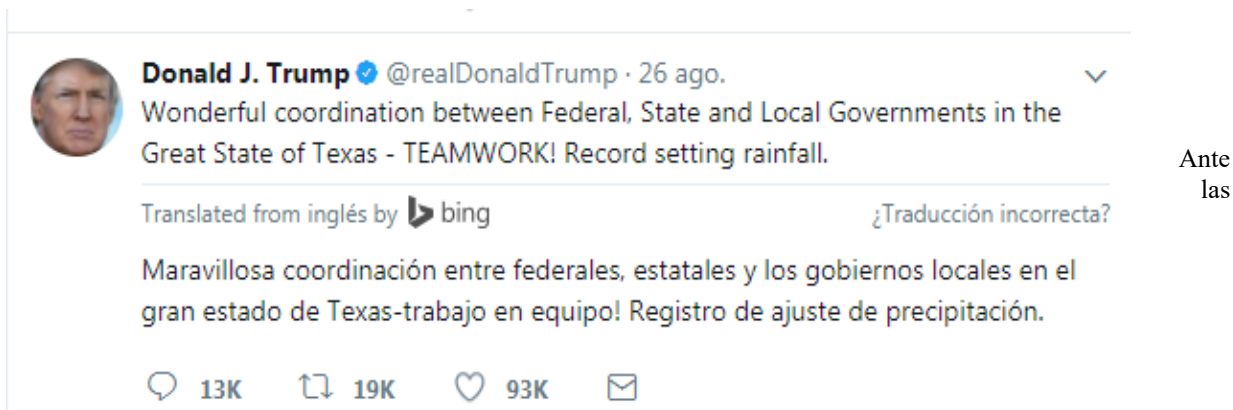 Donald J. Trump @realDonaldTrump · 26 ago.
Wonderful coordination between Federal, State and Local Governments in the
Great State of Texas - TEAMWORK! Record setting rainfall.
Ante
las
Translated from inglés by bing
¿Traducción incorrecta?
Maravillosa coordinación entre federales, estatales y los gobiernos locales en el
gran estado de Texas-trabajo en equipo! Registro de ajuste de precipitación.
13K 19K 93K